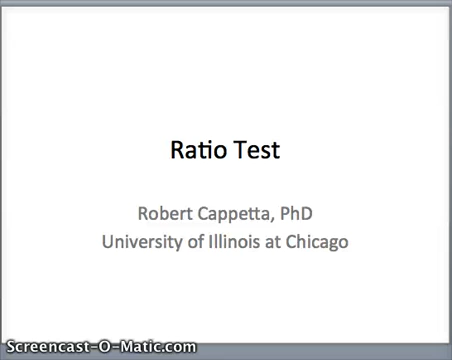 Ratio Test
Robert Cappetta, PhD
University of Illinois at Chicago
Screencast-O-Matic.com